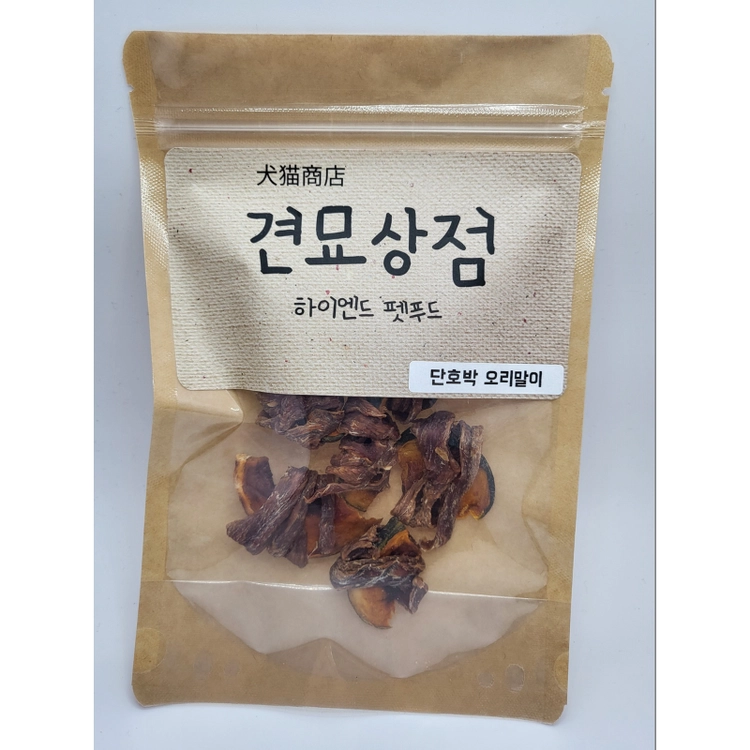 犬猫商店
견묘상점
하이엔드 펫푸드
단호박 오리말이